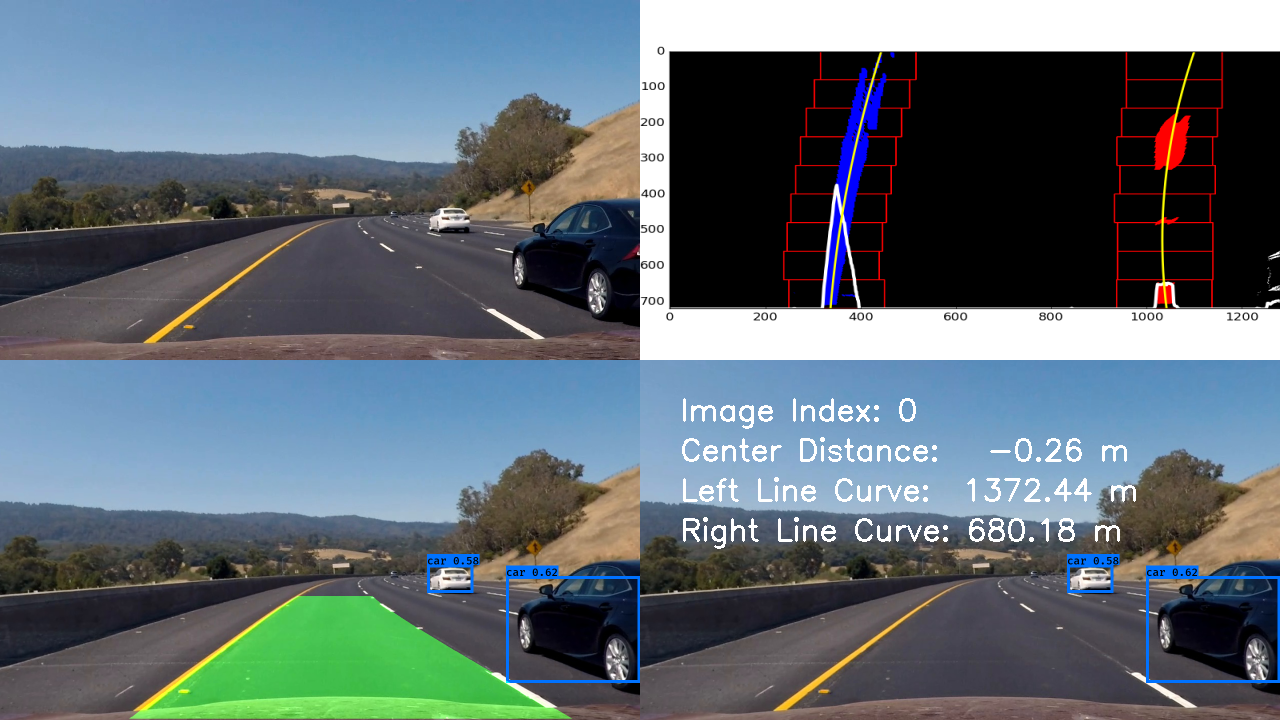 0
100
200
300
400
500
600
700
0 200 400 600 800 1000 1200
Image Index: 0
Center Distance: -0.26 m
Left Line Curve: 1372.44 m
Right Line Curve: 680.18 m
car 0.58
car 0.62
car 0.58
car 0.62